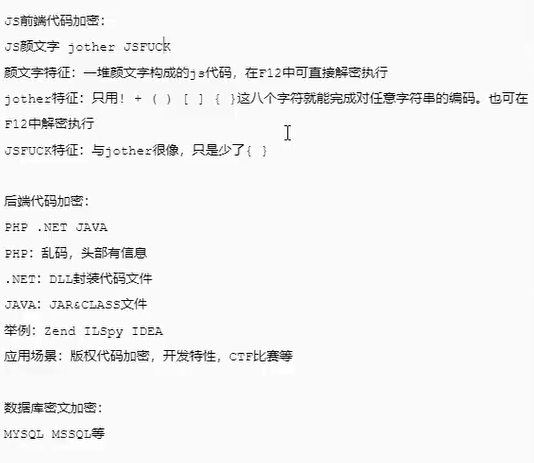 JS前端代码加密：
JS颜文字 jother JSFUCK
颜文字特征：一堆颜文字构成的js代码，在F12中可直接解密执行
jother特征：只用! + ( ) [ ] { }这八个字符就能完成对任意字符串的编码。也可在
F12中解密执行
JSFUCK特征：与jother很像，只是少了{ }
后端代码加密：
PHP .NET JAVA
PHP：乱码，头部有信息
.NET：DLL封装代码文件
JAVA：JAR&CLASS文件
举例：Zend ILSpy IDEA
应用场景：版权代码加密，开发特性，CTF比赛等
数据库密文加密：
MYSQL MSSQL等